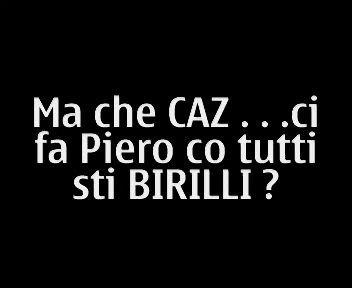 Ma che CAZ . . .ci
fa Piero co tutti
sti BIRILLI ?